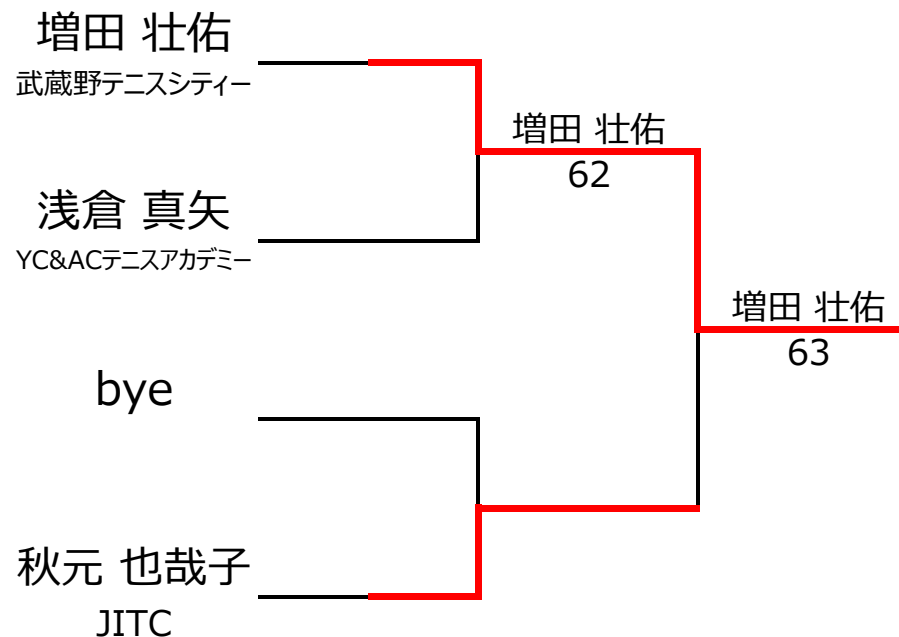 増田 壮佑
武蔵野テニスシティー
増田 壮佑
62
浅倉 真矢
YC&ACテニスアカデミー
増田 壮佑
63
bye
秋元 也哉子
JITC